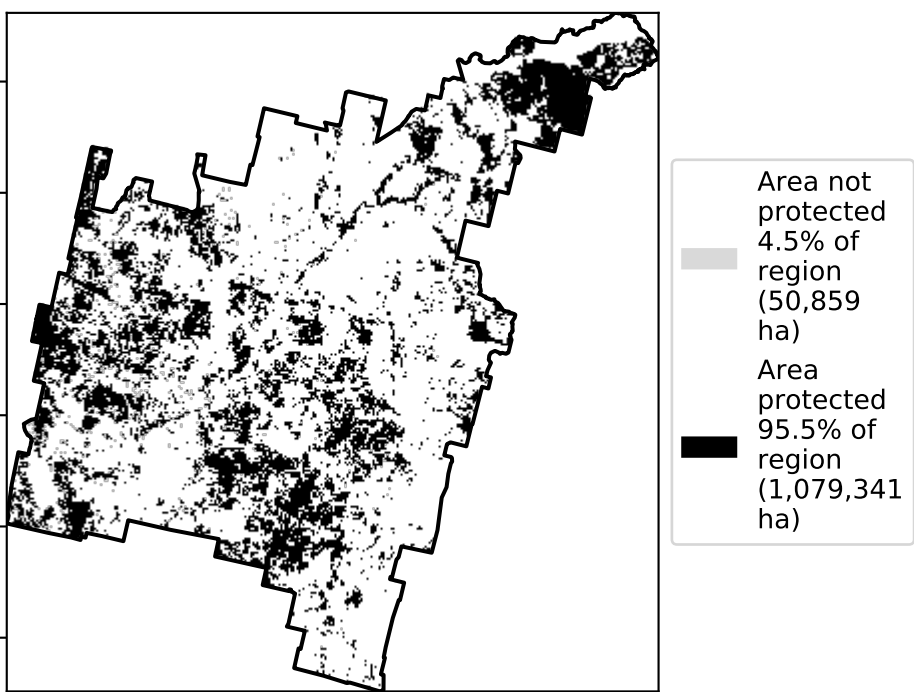 Area not
protected
4.5% of
region
(50,859
ha)
Area
protected
95.5% of
region
(1,079,341
ha)